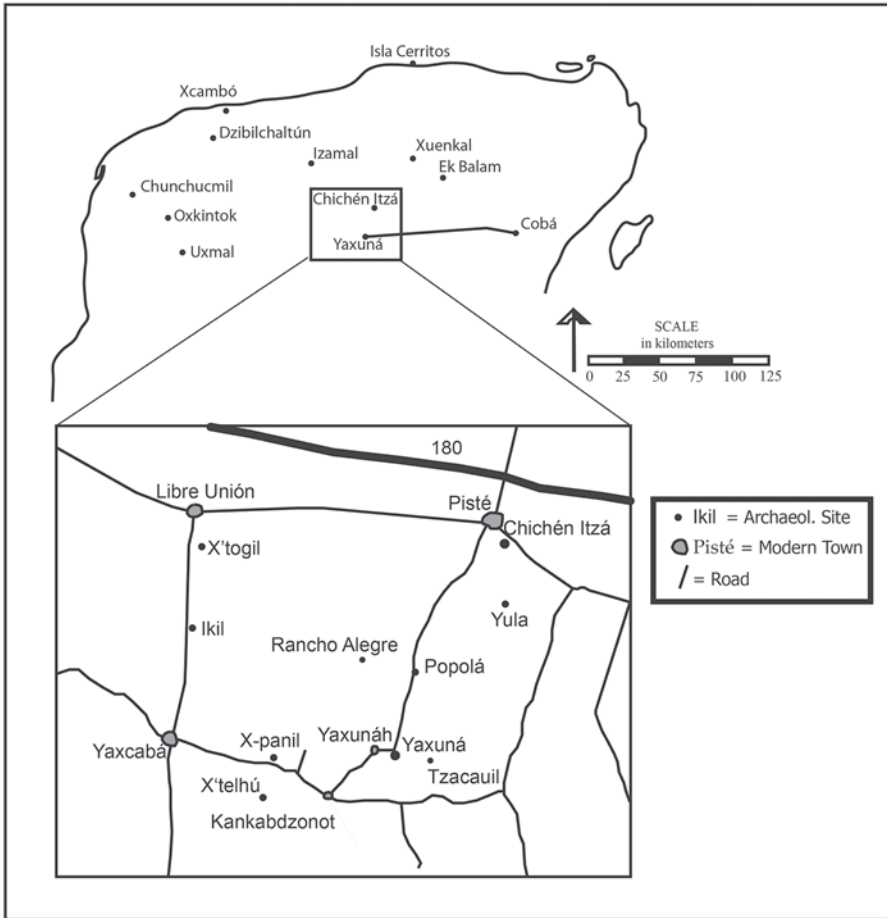 Isla Cerritos
Xcambó
Dzibilchaltún
Izamal
Xuenkal
Ek Balam
Chunchucmil
Chichén Itzá
Oxkintok
Cobá
Yaxuná
Uxmal
SCALE
in kilometers
0 25 50 75 100 125
180
Libre Unión
Pisté
Chichén Itzá
X'togil
Yula
Ikil
Rancho Alegre
Popolá
Yaxunáh
Yaxuná
X-panil
Yaxcabá
Tzacauil
X'telhú
Kankabdzonot
Ikil = Archaeol. Site
Pisté = Modern Town
= Road